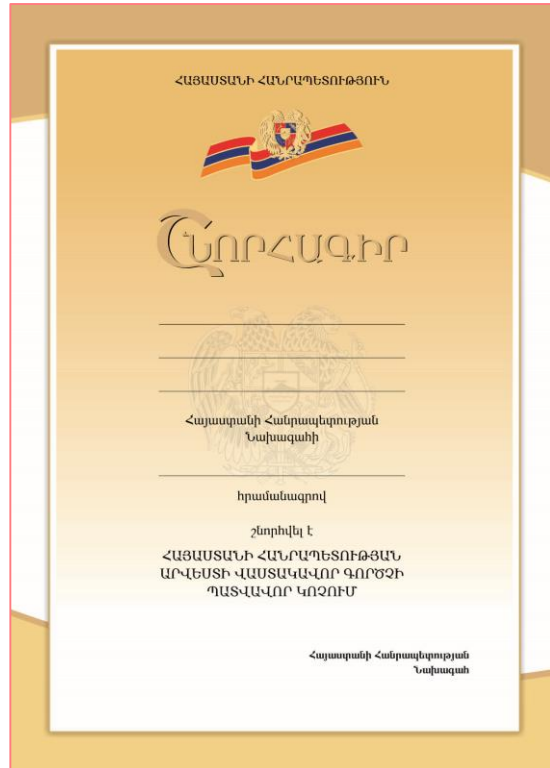 ՀԱՅԱՍՏԱՆԻ ՀԱՆՐԱՊԵՏՈՒԹՅՈՒՆ
ՇՆՈՐՀԱԳԻՐ
Հայաստանի Հանրապետության
Նախագահի
հրամանագրով
շնորհվել է
ՀԱՅԱՍՏԱՆԻ ՀԱՆՐԱՊԵՏՈՒԹՅԱՆ
ԱՐՎԵՍՏԻ ՎԱՍՏԱԿԱՎՈՐ ԳՈՐԾՉԻ
ՊԱՏՎԱՎՈՐ ԿՈՉՈՒՄ
Հայաստանի Հանրապետության
Նախագահ